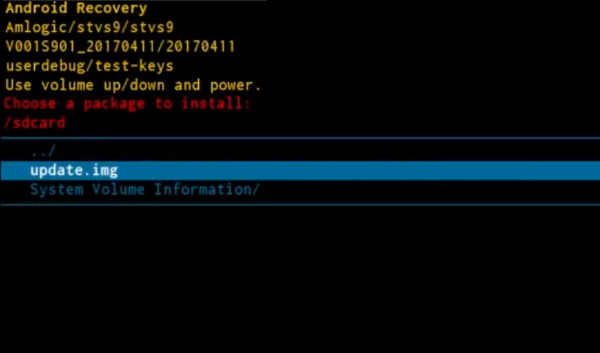 Android Recovery
Amlogic/stvs9/stvs9
V001S901_20170411/20170411
userdebug/test-keys
Use volume up/down and power.
Choose a package to install:
/sdcard
../
update.img
System Volume Information/